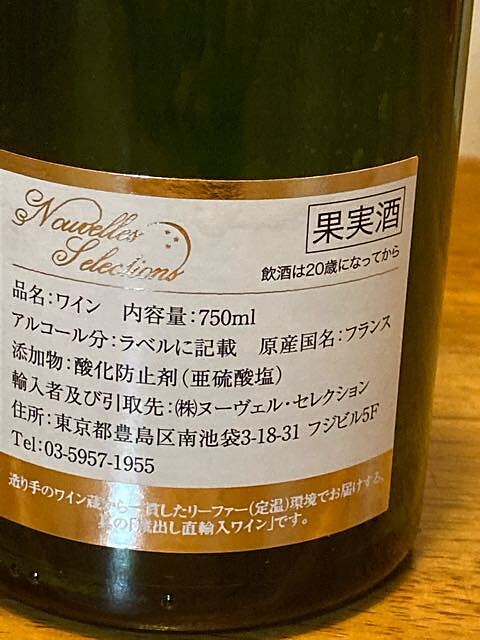 Nouvelles
Selections
果実酒
飲酒は20歳になってから
品名:ワイン 内容量:750ml
アルコール分:ラベルに記載 原産国名:フランス
添加物:酸化防止剤(亜硫酸塩)
輸入者及び引取先:㈱ヌーヴェル・セレクション
住所:東京都豊島区南池袋3-18-31 フジビル5F
Tel:03-5957-1955
造り手のワイン蔵から一貫したリーファー(定温)環境でお届けする、
の「蔵出し直輸入ワイン」です。